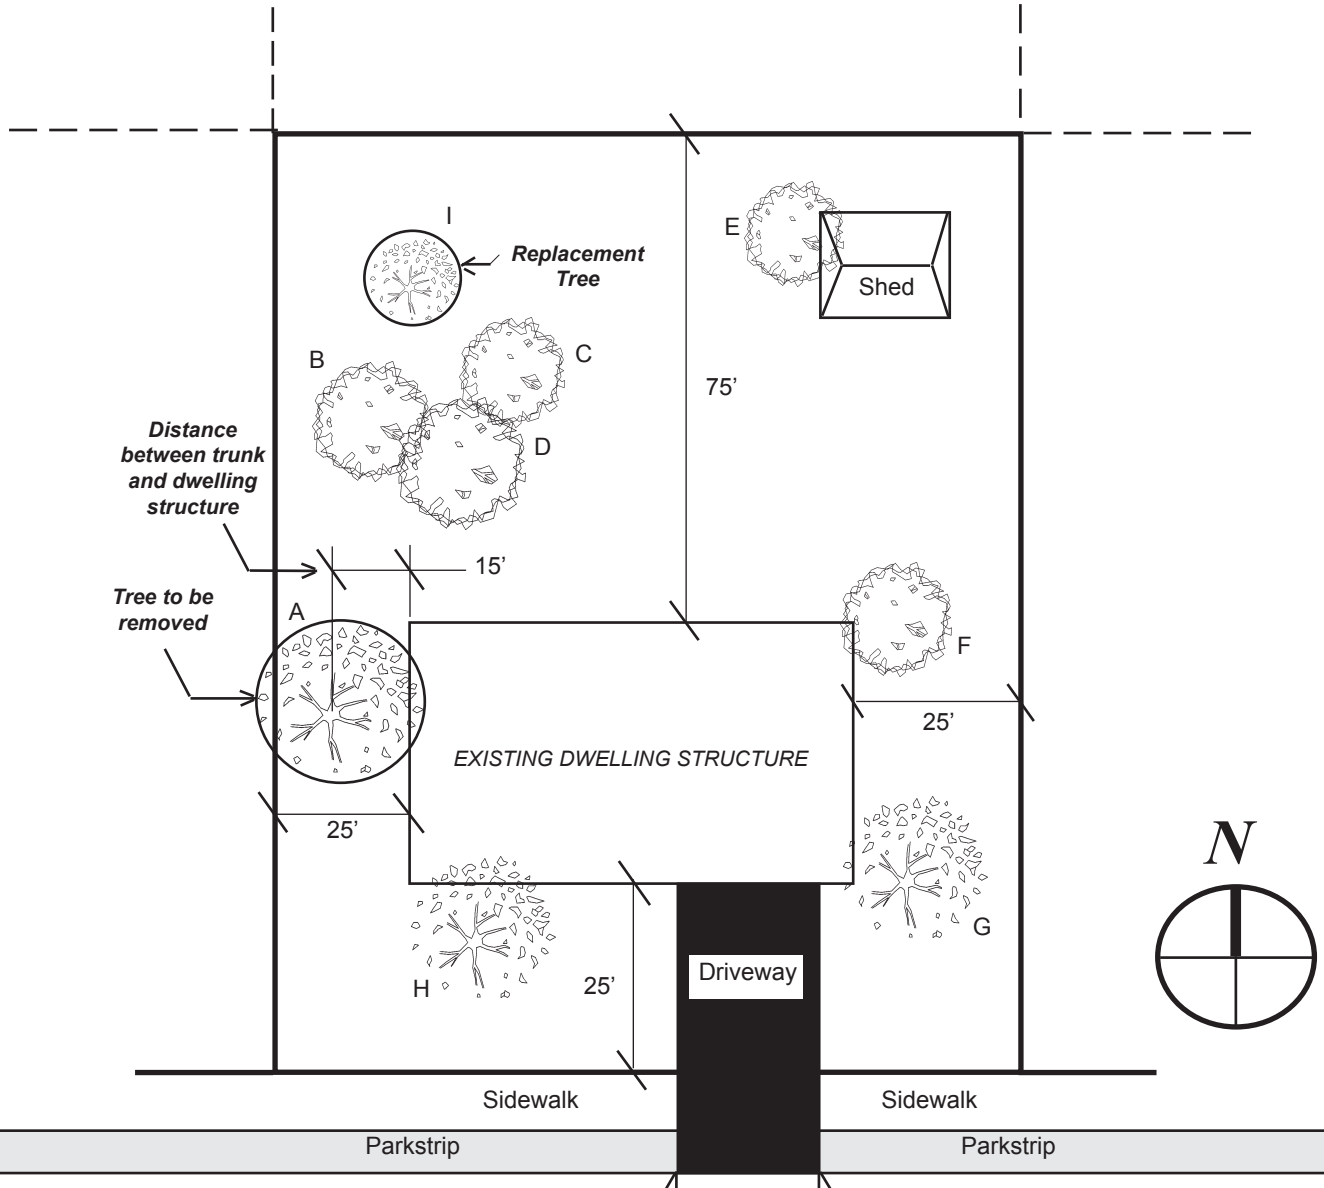 I
Replacement
Tree
E
Shed
B
C
75’
Distance
between trunk
and dwelling
structure
D
15’
Tree to be
removed
A
F
25’
EXISTING DWELLING STRUCTURE
25’
N
G
H
25’
Driveway
Sidewalk
Sidewalk
Parkstrip
Parkstrip